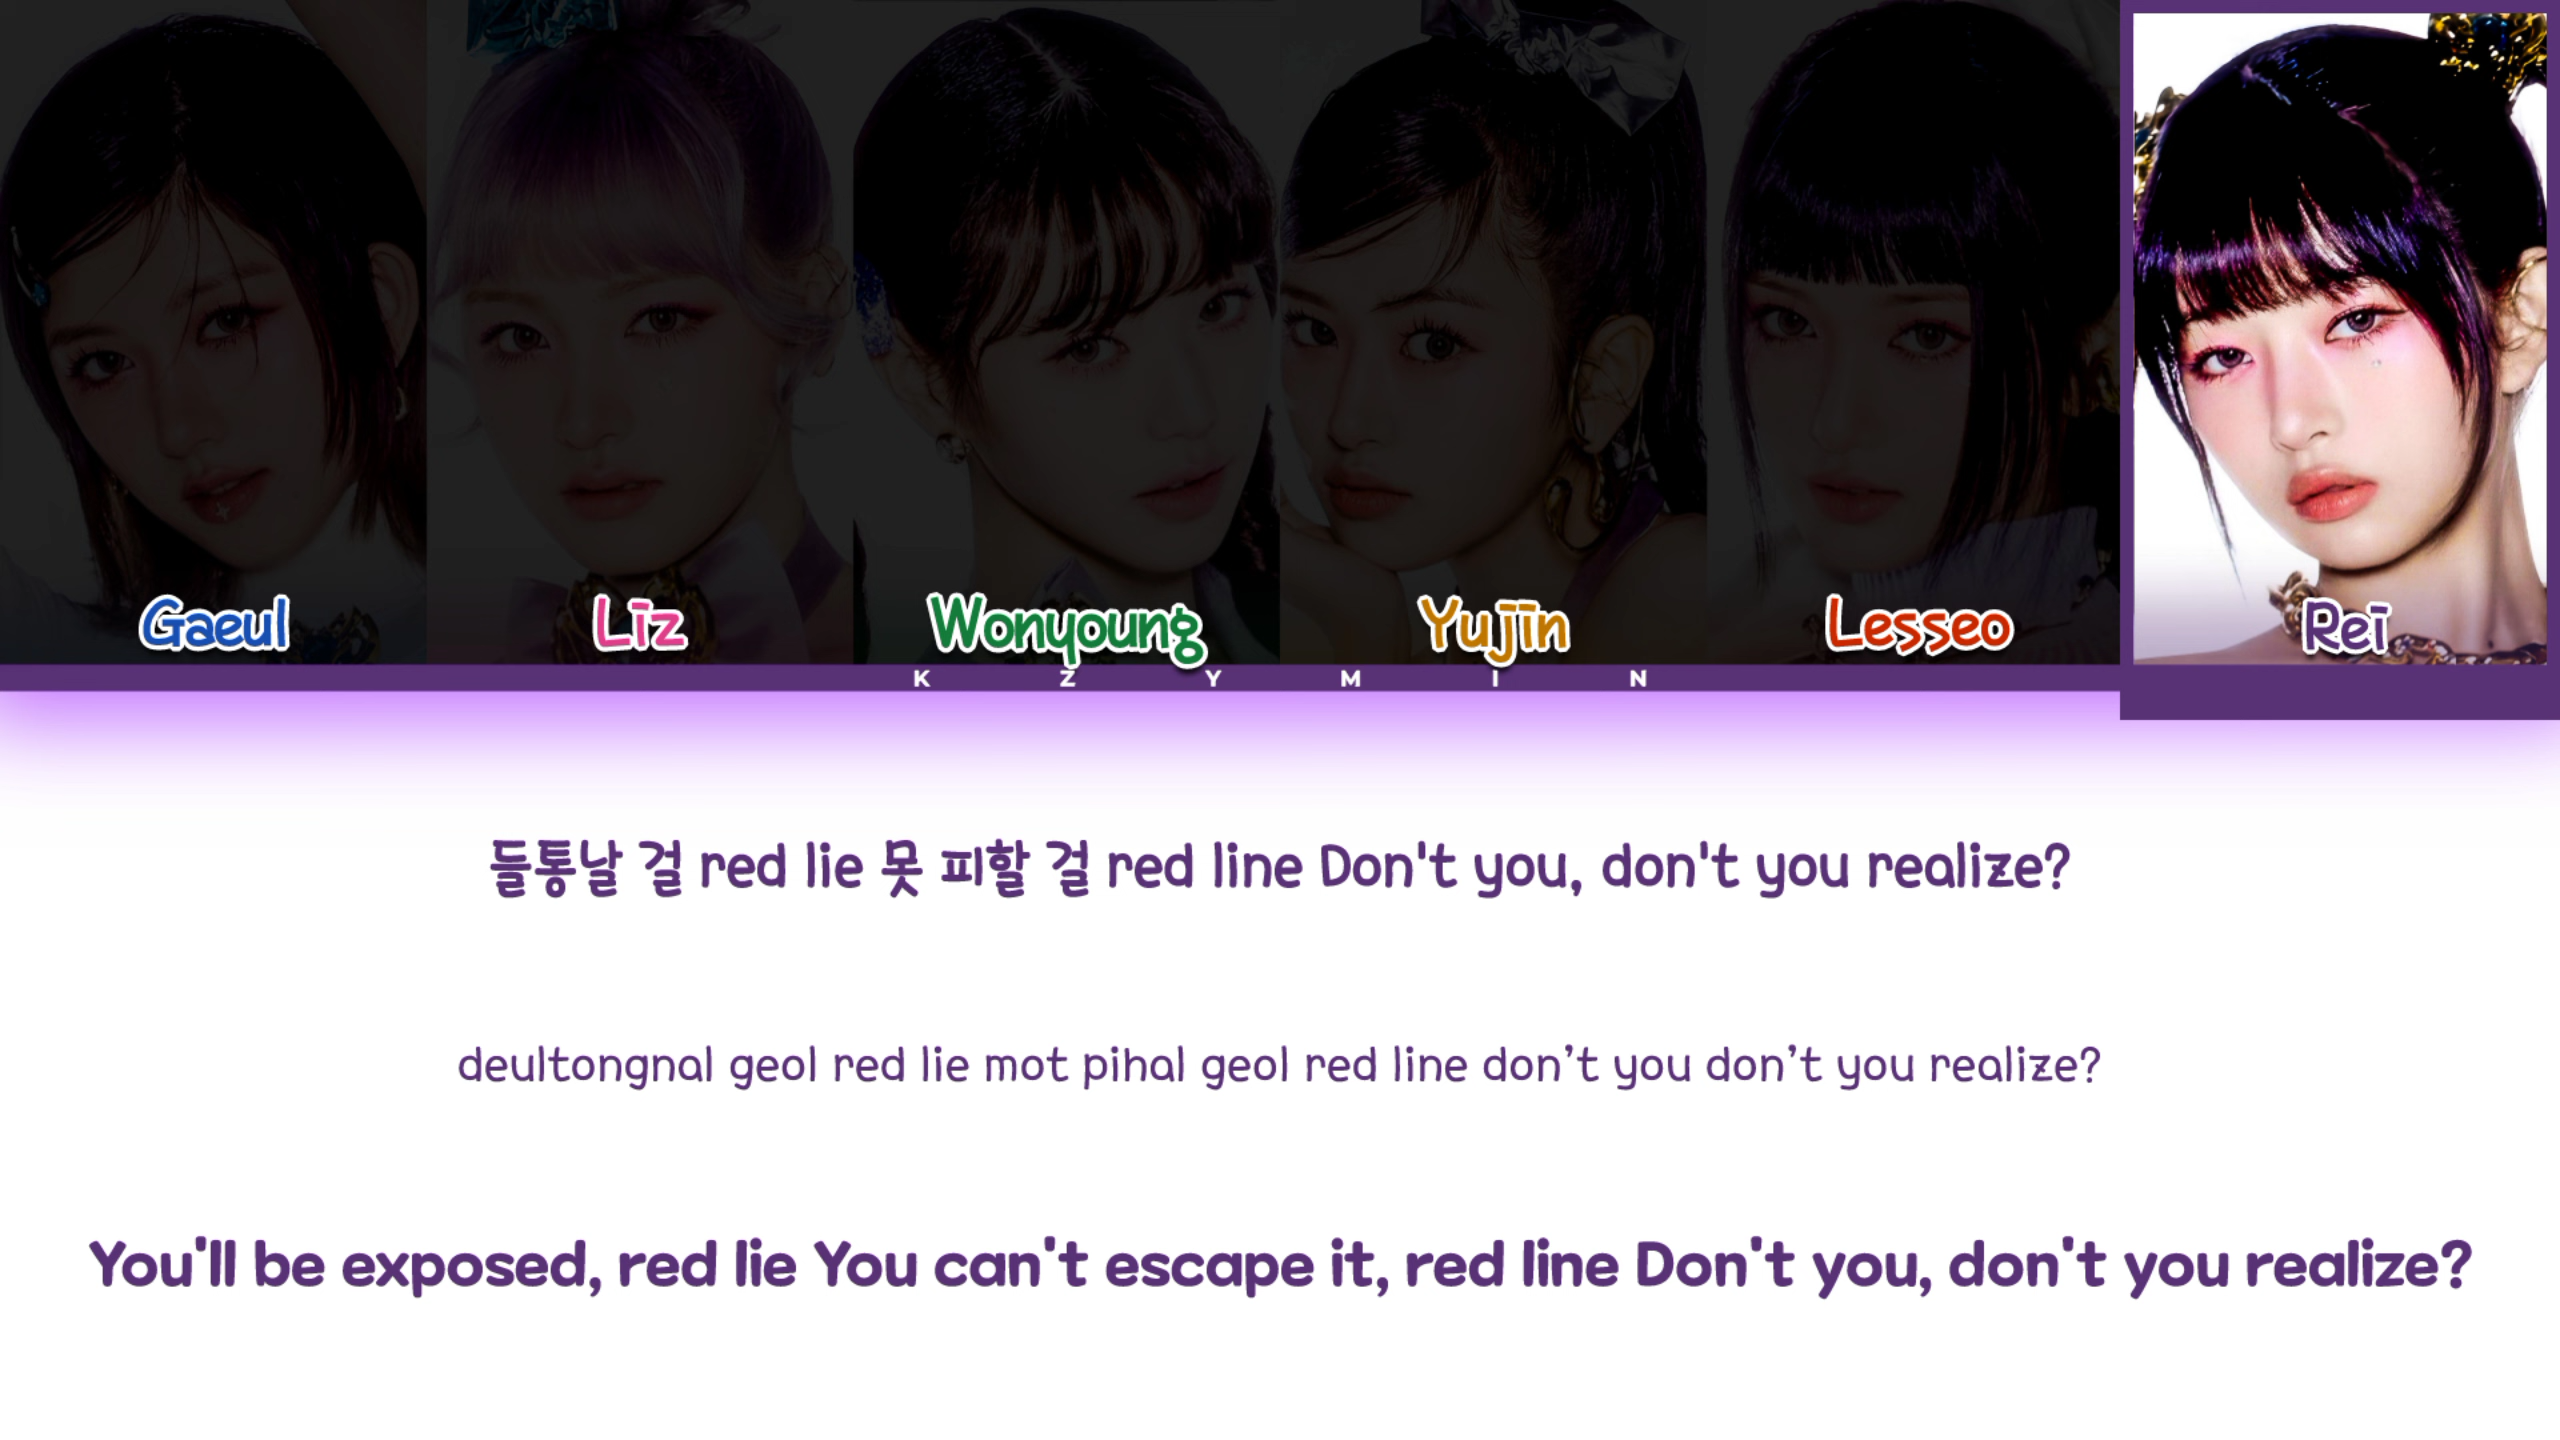 Gaeul Liz Wonyoung Yujin Lesseo Rei
K Z Y M I N
들통날 걸 red lie 못 피할 걸 red line Don't you, don't you realize?
deultongnal geol red lie mot pihal geol red line don’t you don’t you realize?
You'll be exposed, red lie You can't escape it, red line Don't you, don't you realize?